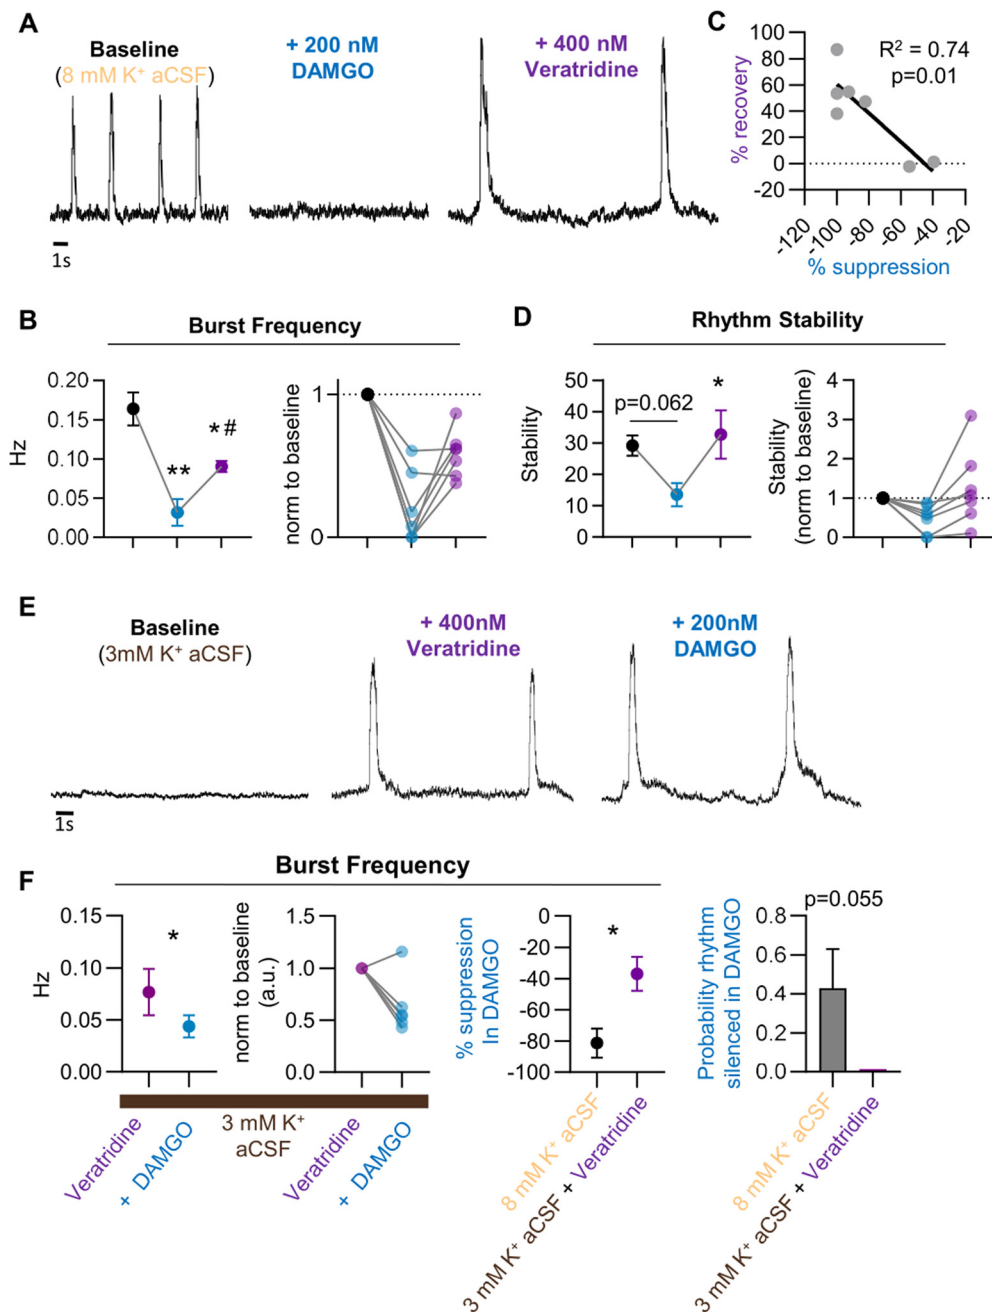 A
Baseline
(8 mM K⁺ aCSF)
+ 200 nM
DAMGO
+ 400 nM
Veratridine
1s
C
R² = 0.74
p=0.01
% recovery
100
80
60
40
20
0
-20
-120
-100
-80
-60
-40
-20
% suppression
B
Burst Frequency
Hz
0.20
0.15
0.10
0.05
0.00
**
*#
norm to baseline
1
0
D
Rhythm Stability
Stability
50
40
30
20
10
0
p=0.062
*
Stability
(norm to baseline)
4
3
2
1
0
E
Baseline
(3mM K⁺ aCSF)
+ 400nM
Veratridine
+ 200nM
DAMGO
1s
F
Burst Frequency
Hz
0.15
0.10
0.05
0.00
*
Veratridine
+ DAMGO
norm to baseline
(a.u.)
1.5
1.0
0.5
0.0
3 mM K⁺
aCSF
Veratridine
+ DAMGO
% suppression
In DAMGO
0
-20
-40
-60
-80
-100
*
8 mM K⁺ aCSF
3 mM K⁺ aCSF + Veratridine
Probability rhythm
silenced in DAMGO
p=0.055
0.8
0.6
0.4
0.2
0.0
8 mM K⁺ aCSF
3 mM K⁺ aCSF + Veratridine